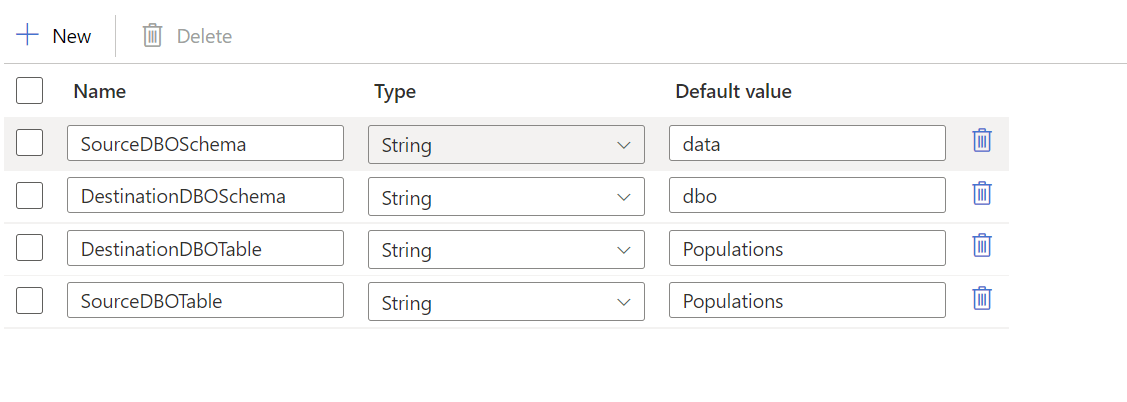 New Delete
Name Type Default value
SourceDBOSchema String data
DestinationDBOSchema String dbo
DestinationDBOTable String Populations
SourceDBOTable String Populations